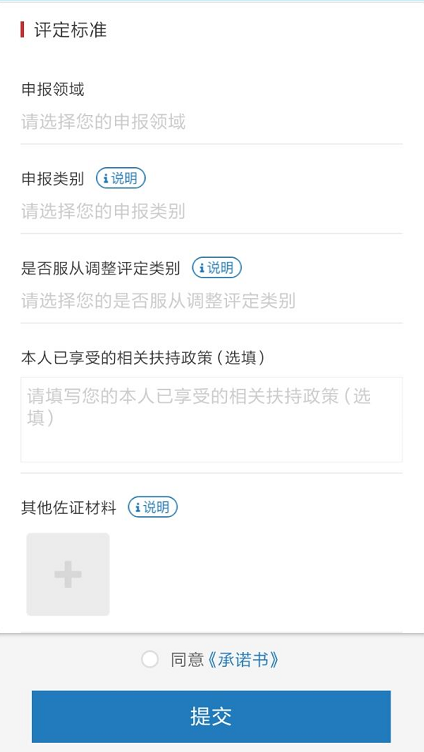 评定标准
申报领域
请选择您的申报领域
申报类别 i 说明
请选择您的申报类别
是否服从调整评定类别 i 说明
请选择您的是否服从调整评定类别
本人已享受的相关扶持政策(选填)
请填写您的本人已享受的相关扶持政策(选
填)
其他佐证材料 i 说明
同意《承诺书》
提交